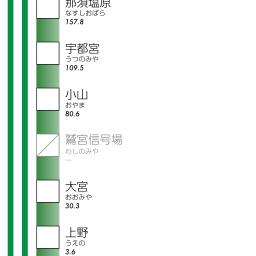 那須塩原
なすしおばら
157.8
宇都宮
うつのみや
109.5
小山
おやま
80.6
鷲宮信号場
わしのみや
—
大宮
おおみや
30.3
上野
うえの
3.6